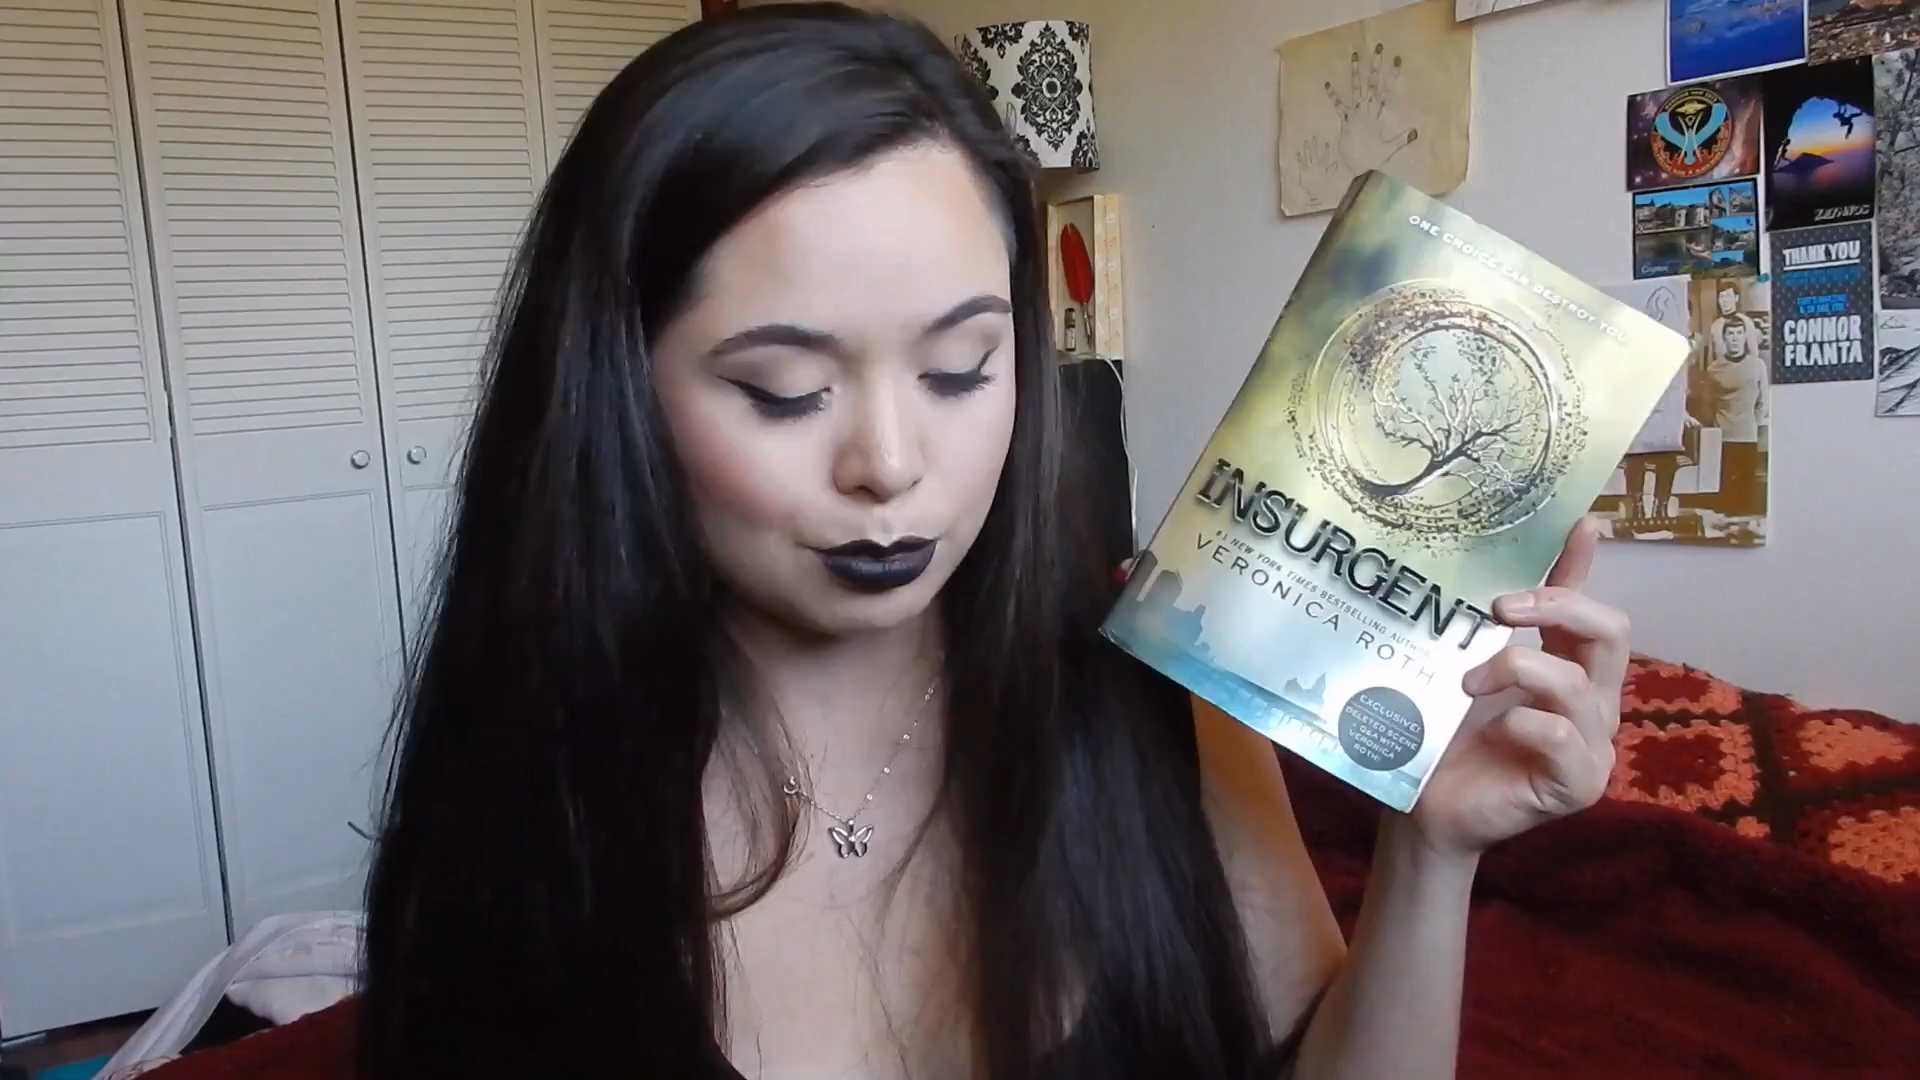 ONE CHOICE CAN DESTROY YOU
INSURGENT
#1 NEW YORK TIMES BESTSELLING AUTHOR
VERONICA ROTH
EXCLUSIVE!
DELETED SCENE
+ Q&A WITH
VERONICA
ROTH!
THANK YOU
CONNOR
FRANTA